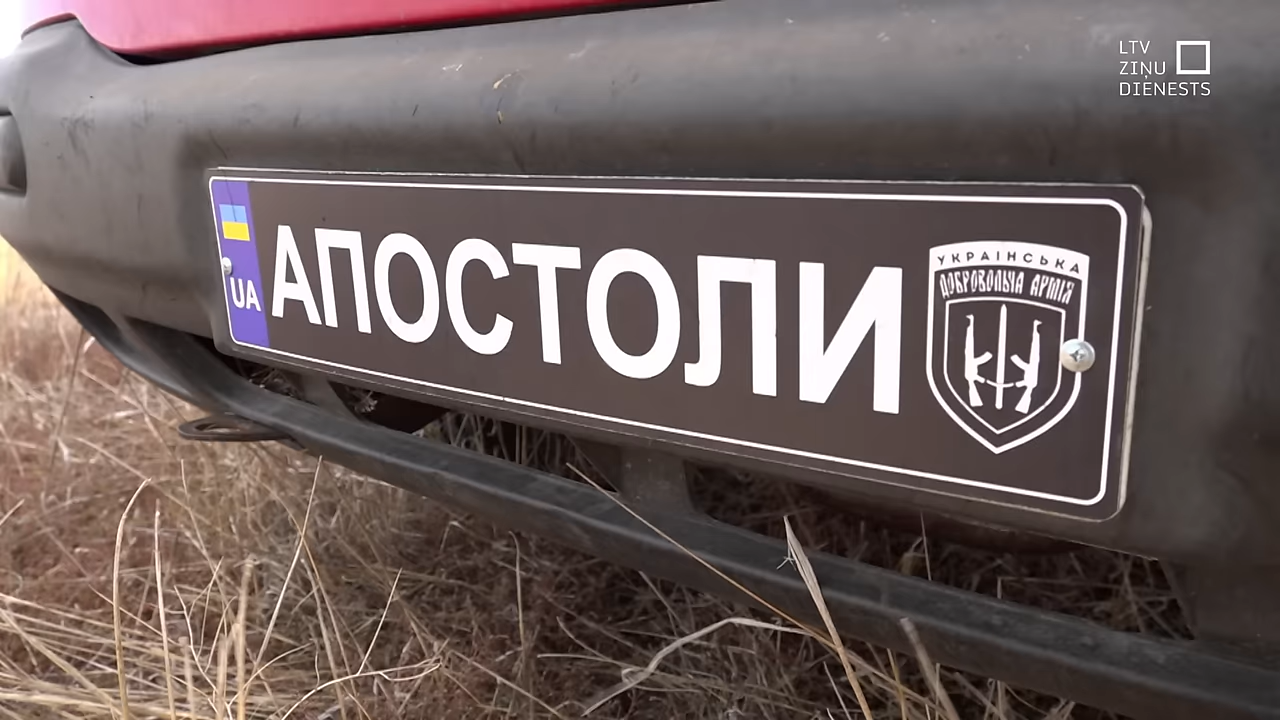 LTV
ZIŅU
DIENESTS
UA
АПОСТОЛИ
УКРАЇНСЬКА
ДОБРОВОЛЬЧА АРМІЯ